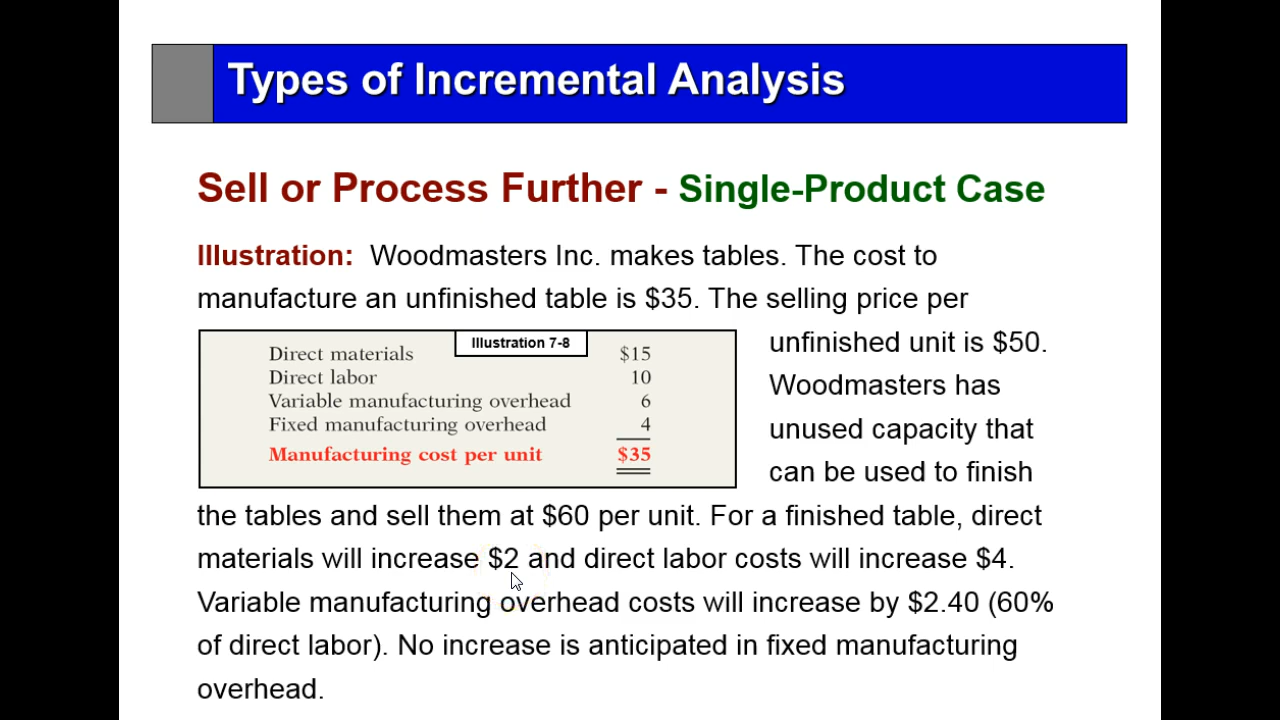 Types of Incremental Analysis
Sell or Process Further - Single-Product Case
Illustration: Woodmasters Inc. makes tables. The cost to
manufacture an unfinished table is $35. The selling price per
Illustration 7-8
Direct materials $15
Direct labor 10
Variable manufacturing overhead 6
Fixed manufacturing overhead 4
Manufacturing cost per unit $35
unfinished unit is $50.
Woodmasters has
unused capacity that
can be used to finish
the tables and sell them at $60 per unit. For a finished table, direct
materials will increase $2 and direct labor costs will increase $4.
Variable manufacturing overhead costs will increase by $2.40 (60%
of direct labor). No increase is anticipated in fixed manufacturing
overhead.